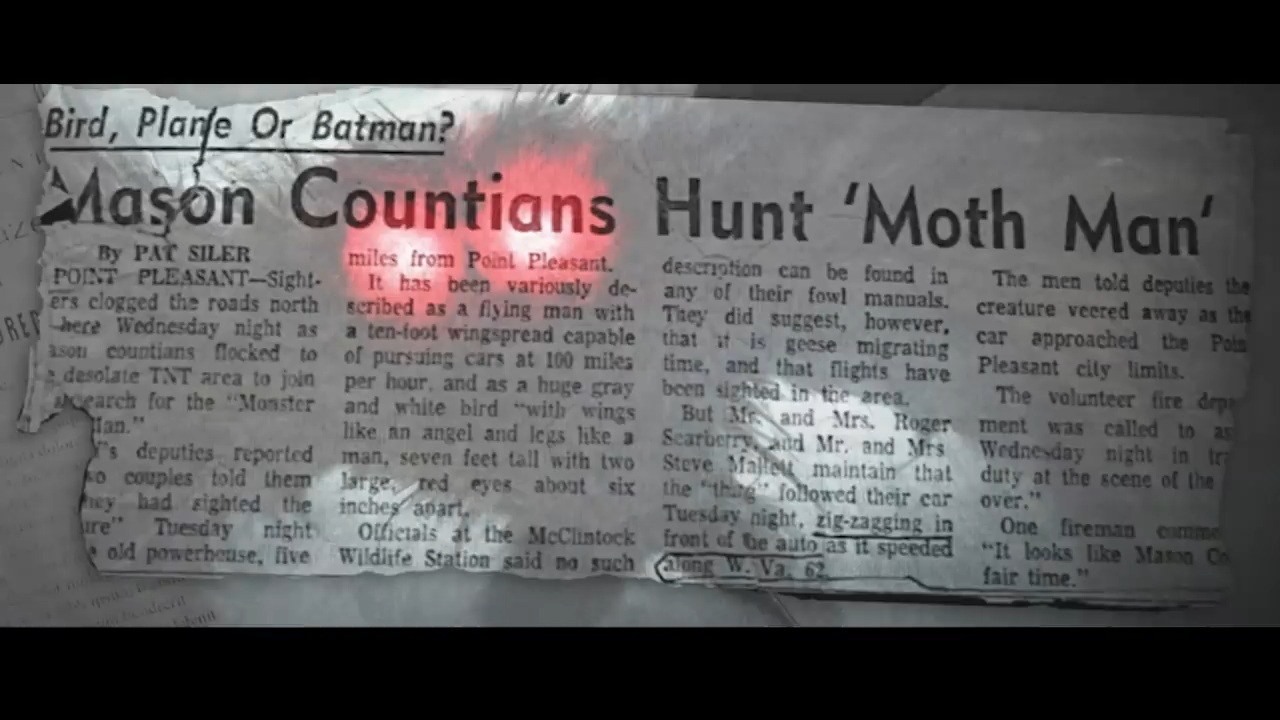 Bird, Plane Or Batman?
Mason Countians Hunt 'Moth Man'
By PAT SILER
POINT PLEASANT—Sight-
ers clogged the roads north
here Wednesday night as
ason countians flocked to
desolate TNT area to join
search for the "Monster
Man."
f's deputies reported
o couples told them
hey had sighted the
ure" Tuesday night
e old powerhouse, five
miles from Point Pleasant.
It has been variously de-
scribed as a flying man with
a ten-foot wingspread capable
of pursuing cars at 100 miles
per hour, and as a huge gray
and white bird "with wings
like an angel and legs like a
man, seven feet tall with two
large, red eyes about six
inches apart.
Officials at the McClintock
Wildlife Station said no such
description can be found in
any of their fowl manuals.
They did suggest, however,
that it is geese migrating
time, and that flights have
been sighted in the area.
But Mr. and Mrs. Roger
Scarberry, and Mr. and Mrs
Steve Mallett maintain that
the "thing" followed their car
Tuesday night, zig-zagging in
front of the auto as it speeded
along W. Va. 62.
The men told deputies the
creature veered away as the
car approached the Poin
Pleasant city limits.
The volunteer fire depa
ment was called to as
Wednesday night in tra
duty at the scene of the
over."
One fireman comme
"It looks like Mason Co
fair time."